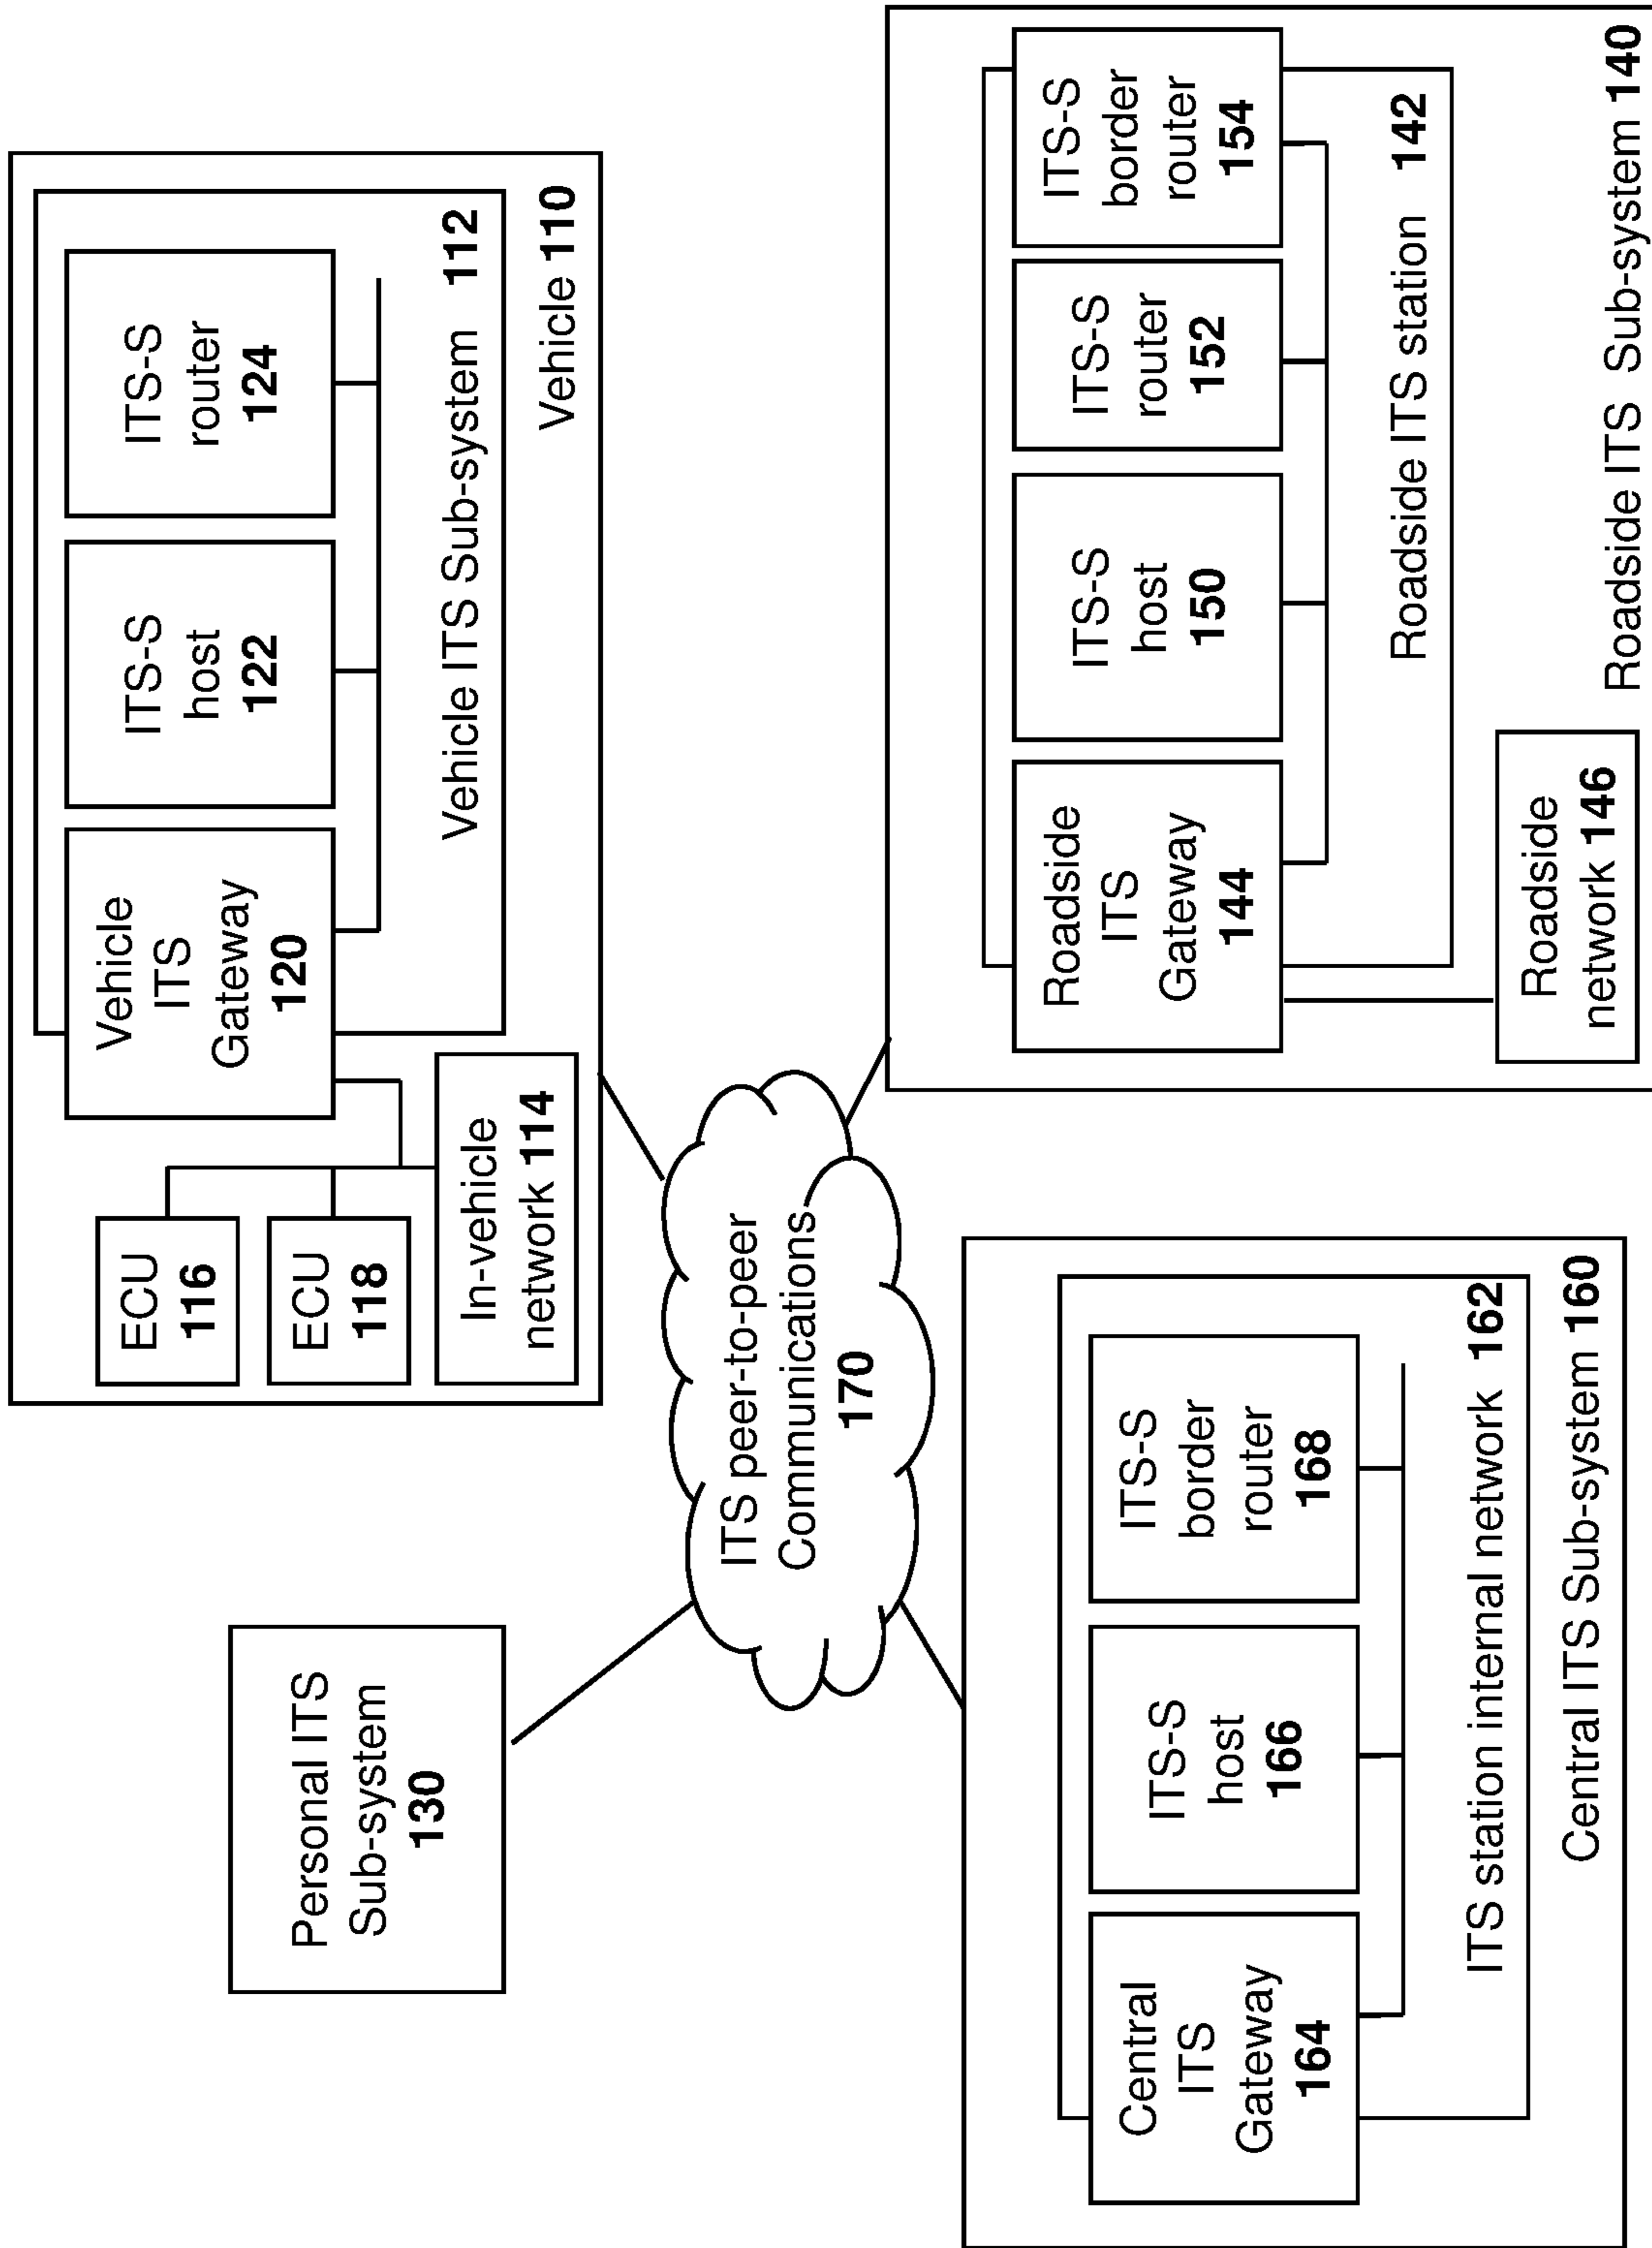 Personal ITS
Sub-system
130
ECU
116
ECU
118
In-vehicle
network 114
Vehicle
ITS
Gateway
120
ITS-S
host
122
ITS-S
router
124
Vehicle ITS Sub-system 112
Vehicle 110
ITS peer-to-peer
Communications
170
Central
ITS
Gateway
164
ITS-S
host
166
ITS-S
border
router
168
ITS station internal network 162
Central ITS Sub-system 160
Roadside
ITS
Gateway
144
ITS-S
host
150
ITS-S
router
152
ITS-S
border
router
154
Roadside ITS station 142
Roadside
network 146
Roadside ITS Sub-system 140